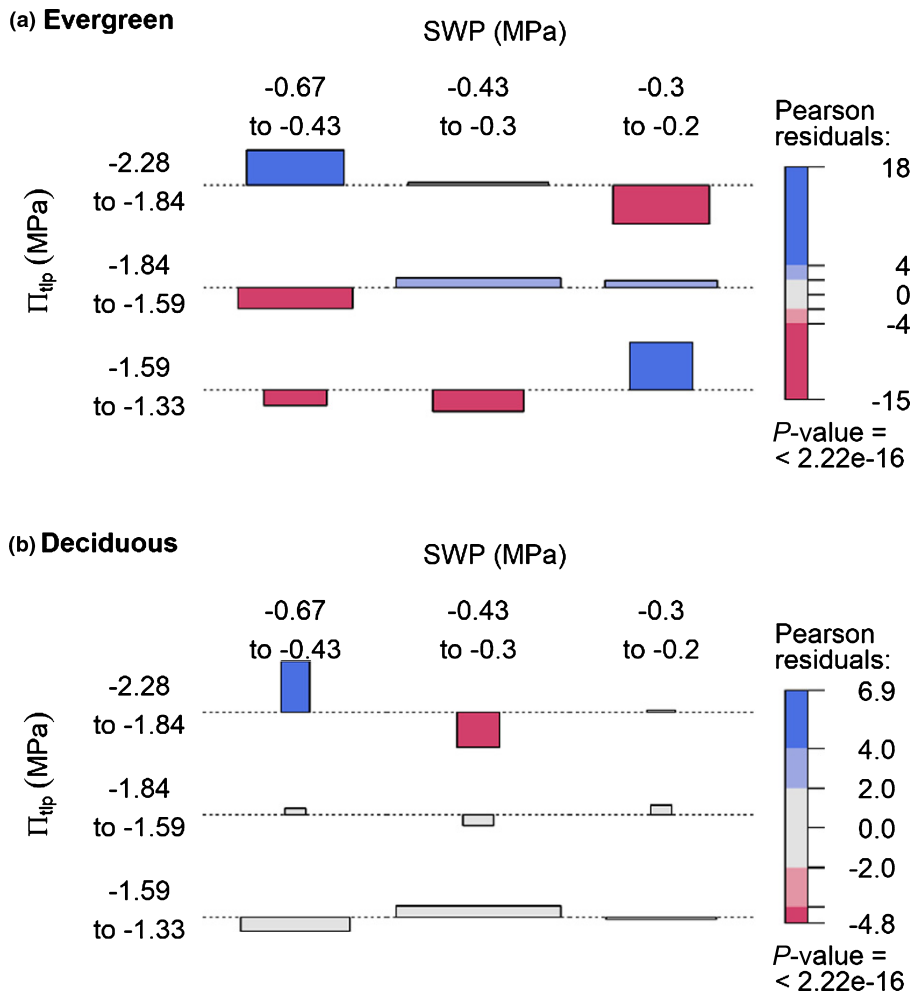 (a) Evergreen
SWP (MPa)
-0.67 -0.43 -0.3
to -0.43 to -0.3 to -0.2
Πtlp (MPa)
-2.28
to -1.84
-1.84
to -1.59
-1.59
to -1.33
Pearson
residuals:
18
4
0
-4
-15
P-value =
< 2.22e-16
(b) Deciduous
SWP (MPa)
-0.67 -0.43 -0.3
to -0.43 to -0.3 to -0.2
Πtlp (MPa)
-2.28
to -1.84
-1.84
to -1.59
-1.59
to -1.33
Pearson
residuals:
6.9
4.0
2.0
0.0
-2.0
-4.8
P-value =
< 2.22e-16